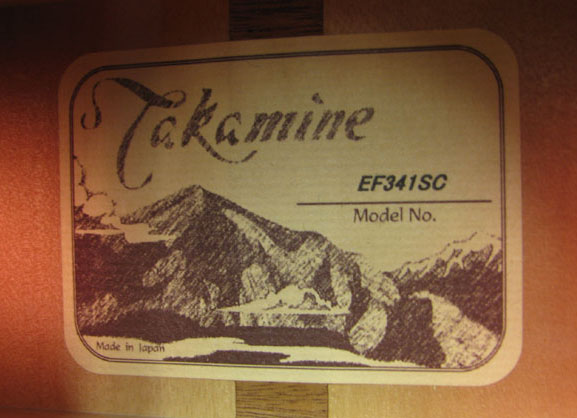 Takamine
EF341SC
Model No.
Made in Japan